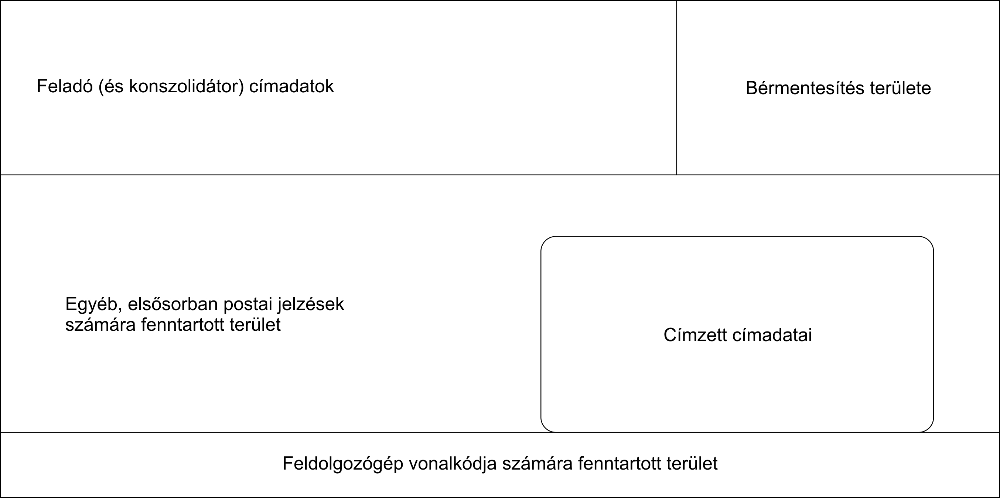 Feladó (és konszolidátor) címadatok
Bérmentesítés területe
Egyéb, elsősorban postai jelzések
számára fenntartott terület
Címzett címadatai
Feldolgozógép vonalkódja számára fenntartott terület